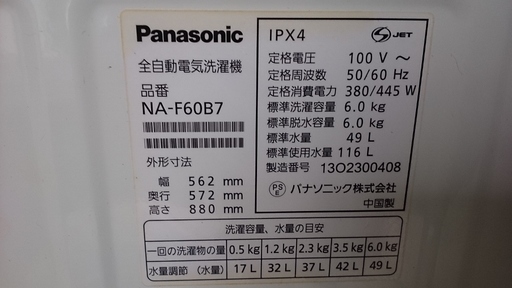 Panasonic
全自動電気洗濯機
品番
NA-F60B7
外形寸法
幅 562 mm
奥行 572 mm
高さ 880 mm
IPX4
S JET
定格電圧 100 V ～
定格周波数 50/60 Hz
定格消費電力 380/445 W
標準洗濯容量 6.0 kg
標準脱水容量 6.0 kg
標準水量 49 L
標準使用水量 116 L
製造番号 13O2300408
PS E パナソニック株式会社
中国製
洗濯容量、水量の目安
一回の洗濯物の量 0.5 kg 1.2 kg 2.3 kg 3.5 kg 6.0 kg
水量調節 (水量) 17 L 32 L 37 L 42 L 49 L